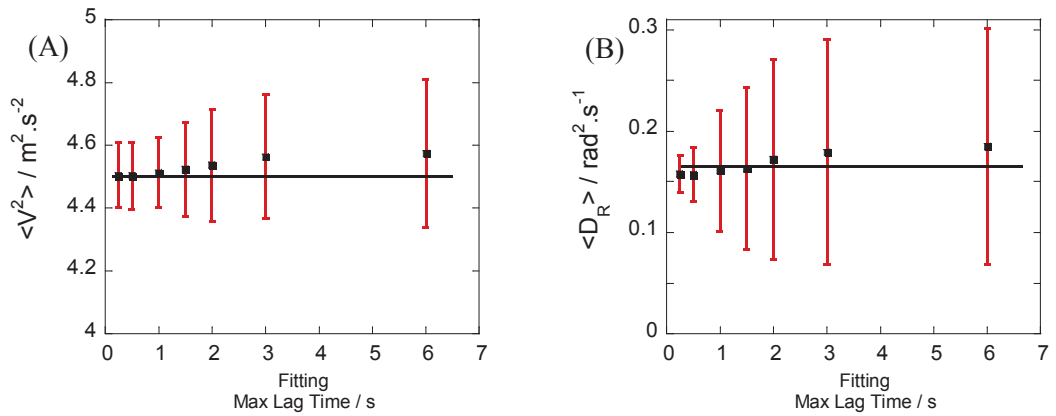 (A)
<V²> / m².s⁻²
5
4.8
4.6
4.4
4.2
4
0 1 2 3 4 5 6 7
Fitting
Max Lag Time / s
(B)
<D_R> / rad².s⁻¹
0.3
0.2
0.1
0
0 1 2 3 4 5 6 7
Fitting
Max Lag Time / s